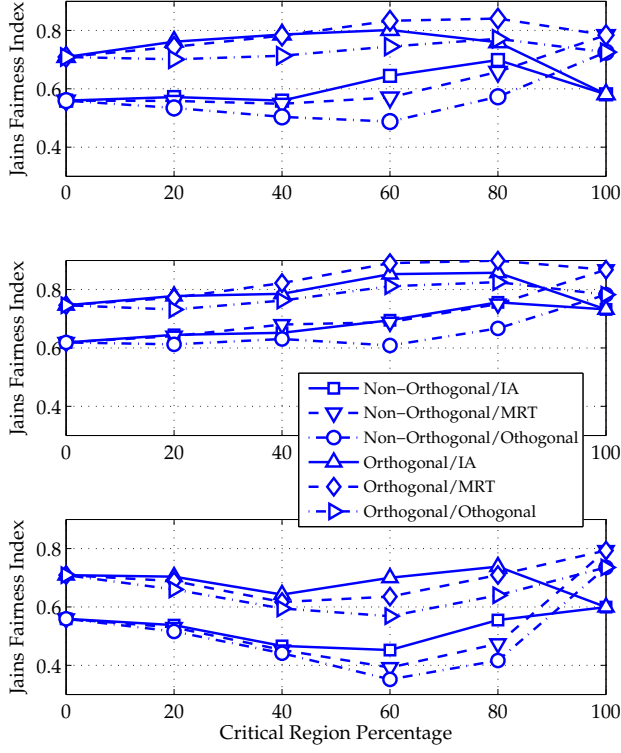 Jains Fairness Index
0.8
0.6
0.4
0 20 40 60 80 100
Jains Fairness Index
0.8
0.6
0.4
0 20 40 60 80 100
Non−Orthogonal/IA
Non−Orthogonal/MRT
Non−Orthogonal/Othogonal
Orthogonal/IA
Orthogonal/MRT
Orthogonal/Othogonal
Jains Fairness Index
0.8
0.6
0.4
0 20 40 60 80 100
Critical Region Percentage